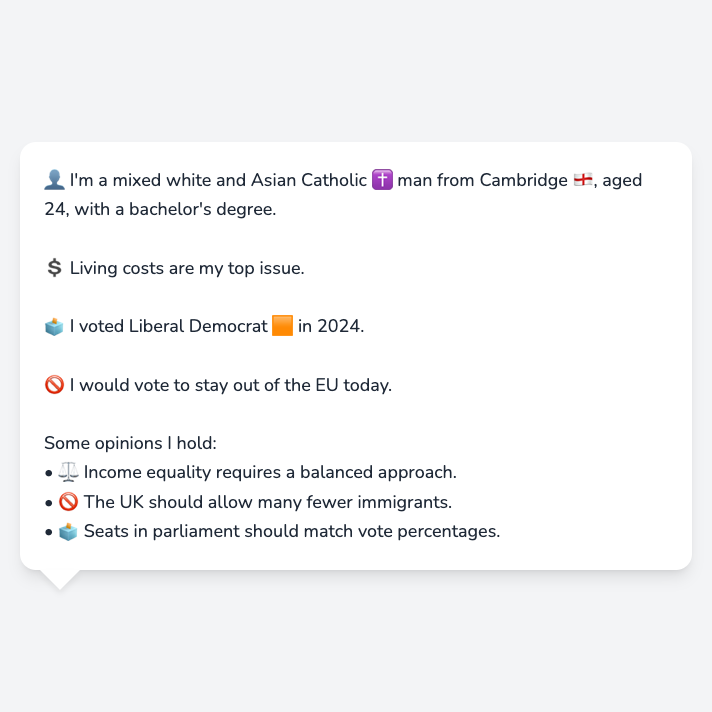 👤 I'm a mixed white and Asian Catholic ✝️ man from Cambridge 🏴󠁧󠁢󠁥󠁮󠁧󠁿, aged
24, with a bachelor's degree.
💲 Living costs are my top issue.
🗳️ I voted Liberal Democrat 🟧 in 2024.
🚫 I would vote to stay out of the EU today.
Some opinions I hold:
• ⚖️ Income equality requires a balanced approach.
• 🚫 The UK should allow many fewer immigrants.
• 🗳️ Seats in parliament should match vote percentages.